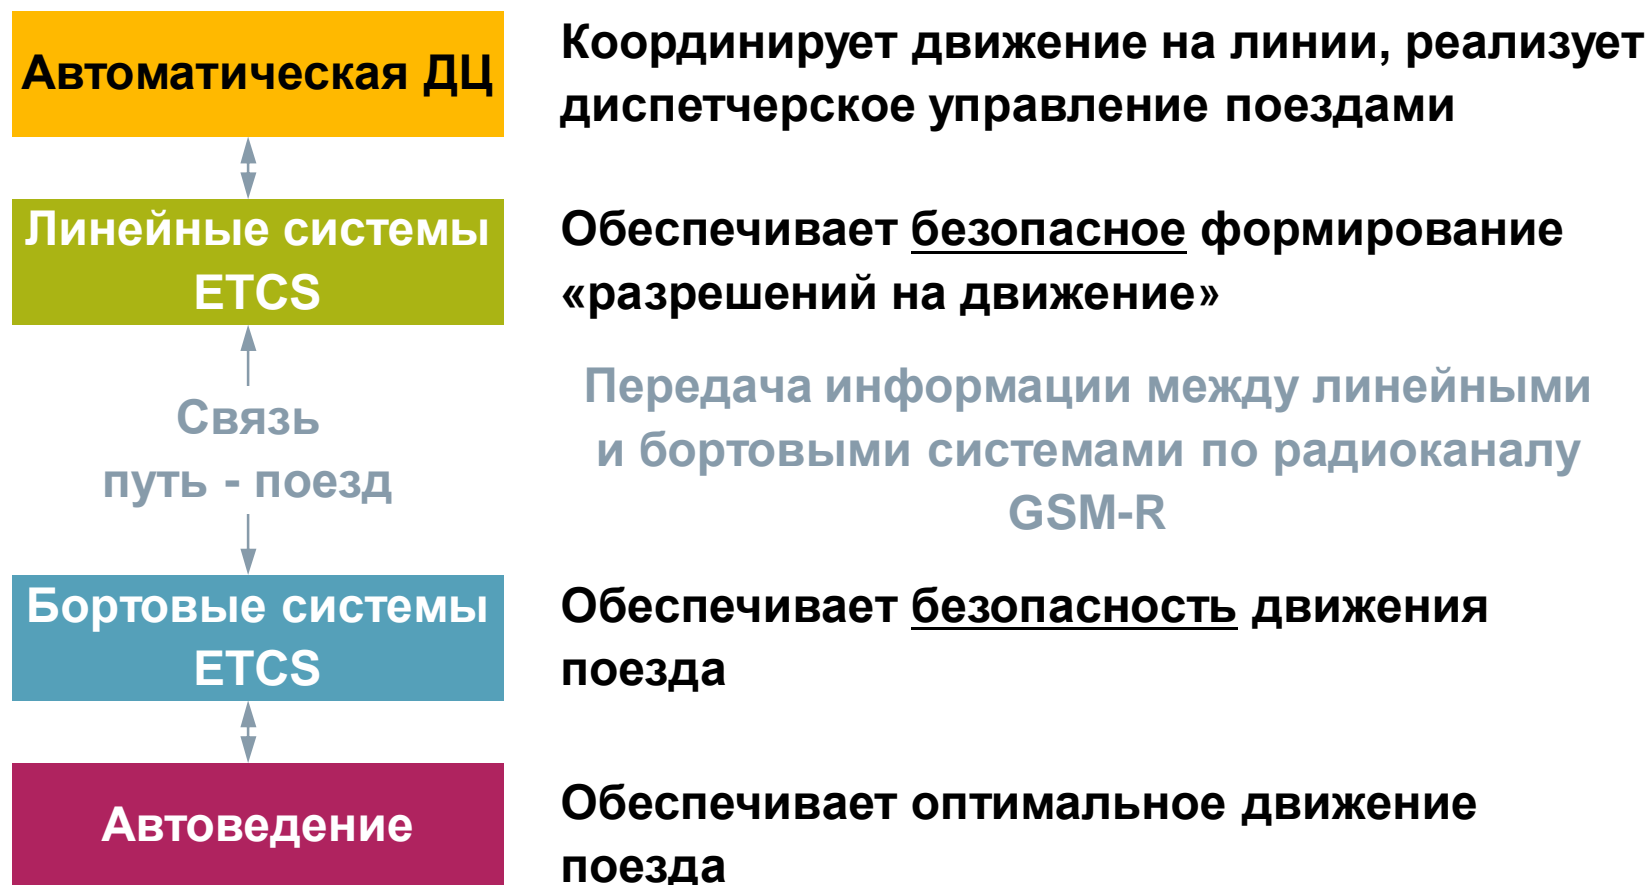 Автоматическая ДЦ
Координирует движение на линии, реализует
диспетчерское управление поездами
Линейные системы
ETCS
Обеспечивает безопасное формирование
«разрешений на движение»
Связь
путь - поезд
Передача информации между линейными
и бортовыми системами по радиоканалу
GSM-R
Бортовые системы
ETCS
Обеспечивает безопасность движения
поезда
Автоведение
Обеспечивает оптимальное движение
поезда